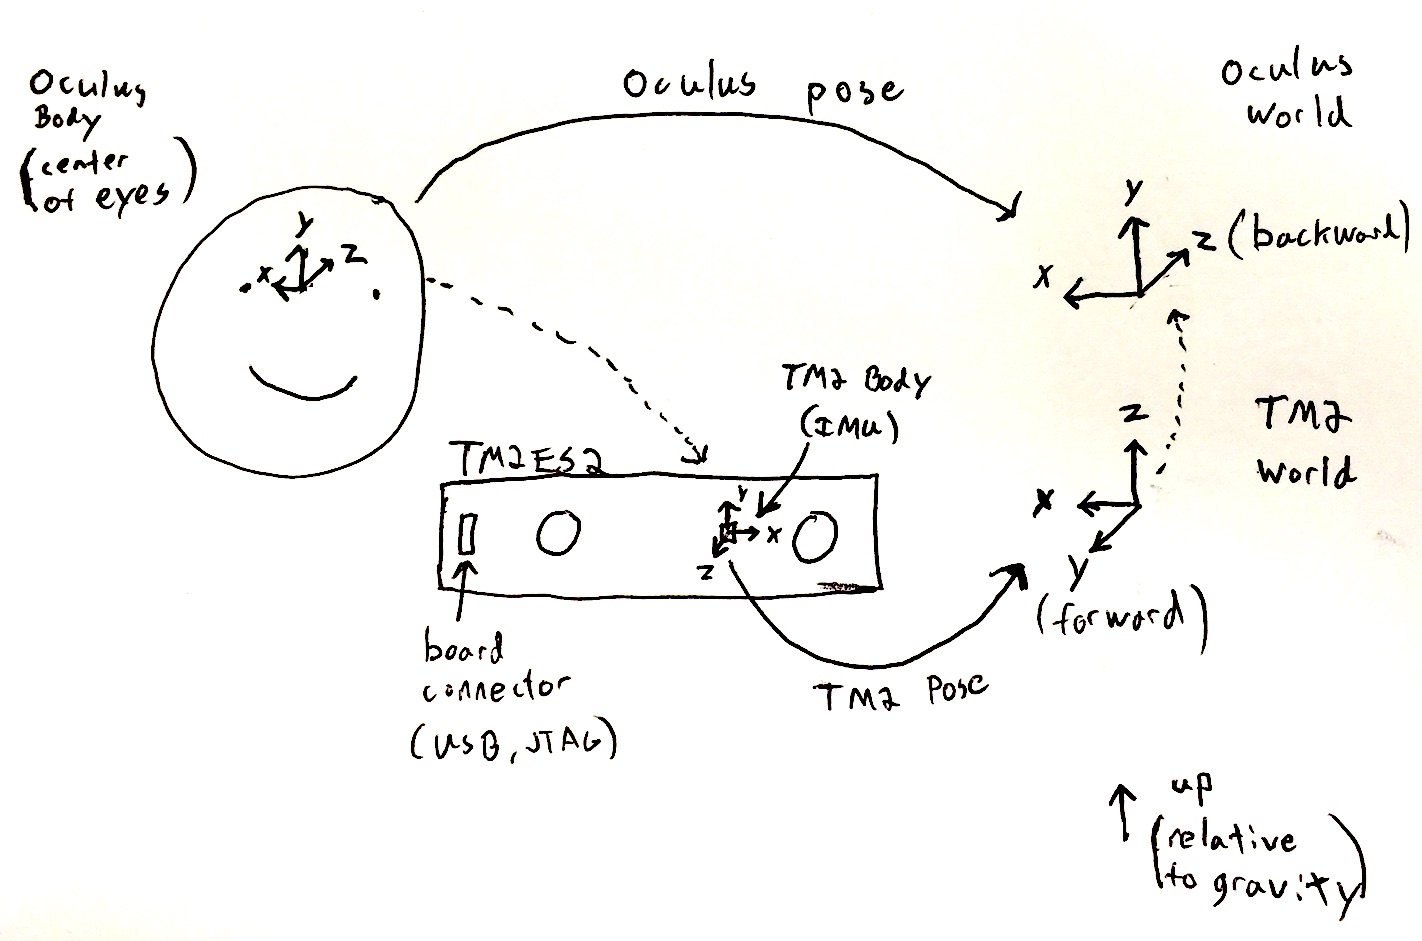 Oculus
Body
(center
of eyes)
y
x
z
Oculus pose
Oculus
world
y
z (backward)
x
TM2 Body
(IMU)
TM2ES2
y
x
z
board
connector
(USB, JTAG)
TM2 Pose
z
x
y
(forward)
TM2
world
up
(relative
to gravity)